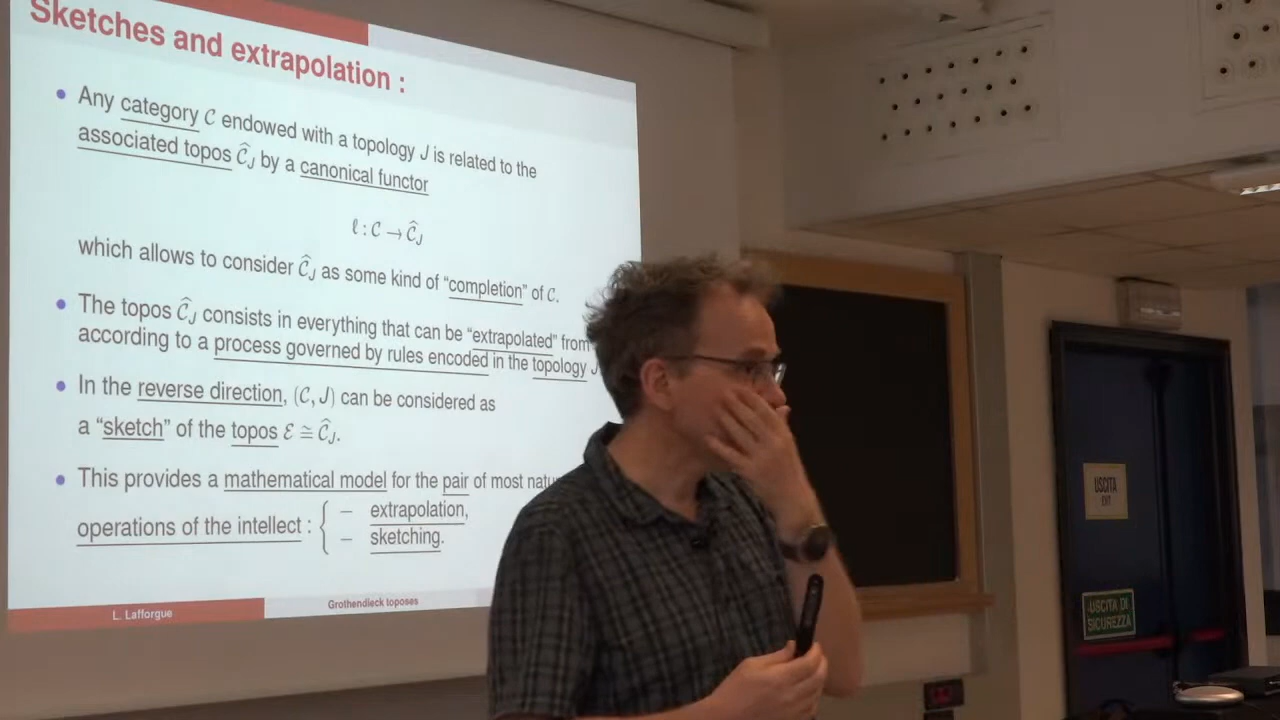 Sketches and extrapolation :
• Any category C endowed with a topology J is related to the
associated topos Ĉ_J by a canonical functor
ℓ : C → Ĉ_J
which allows to consider Ĉ_J as some kind of “completion” of C.
• The topos Ĉ_J consists in everything that can be “extrapolated” from
according to a process governed by rules encoded in the topology J
• In the reverse direction, (C, J) can be considered as
a “sketch” of the topos ℰ ≅ Ĉ_J.
• This provides a mathematical model for the pair of most
operations of the intellect : { – extrapolation,
– sketching.
L. Lafforgue
Grothendieck toposes
USCITA
EXIT
USCITA DI
SICUREZZA